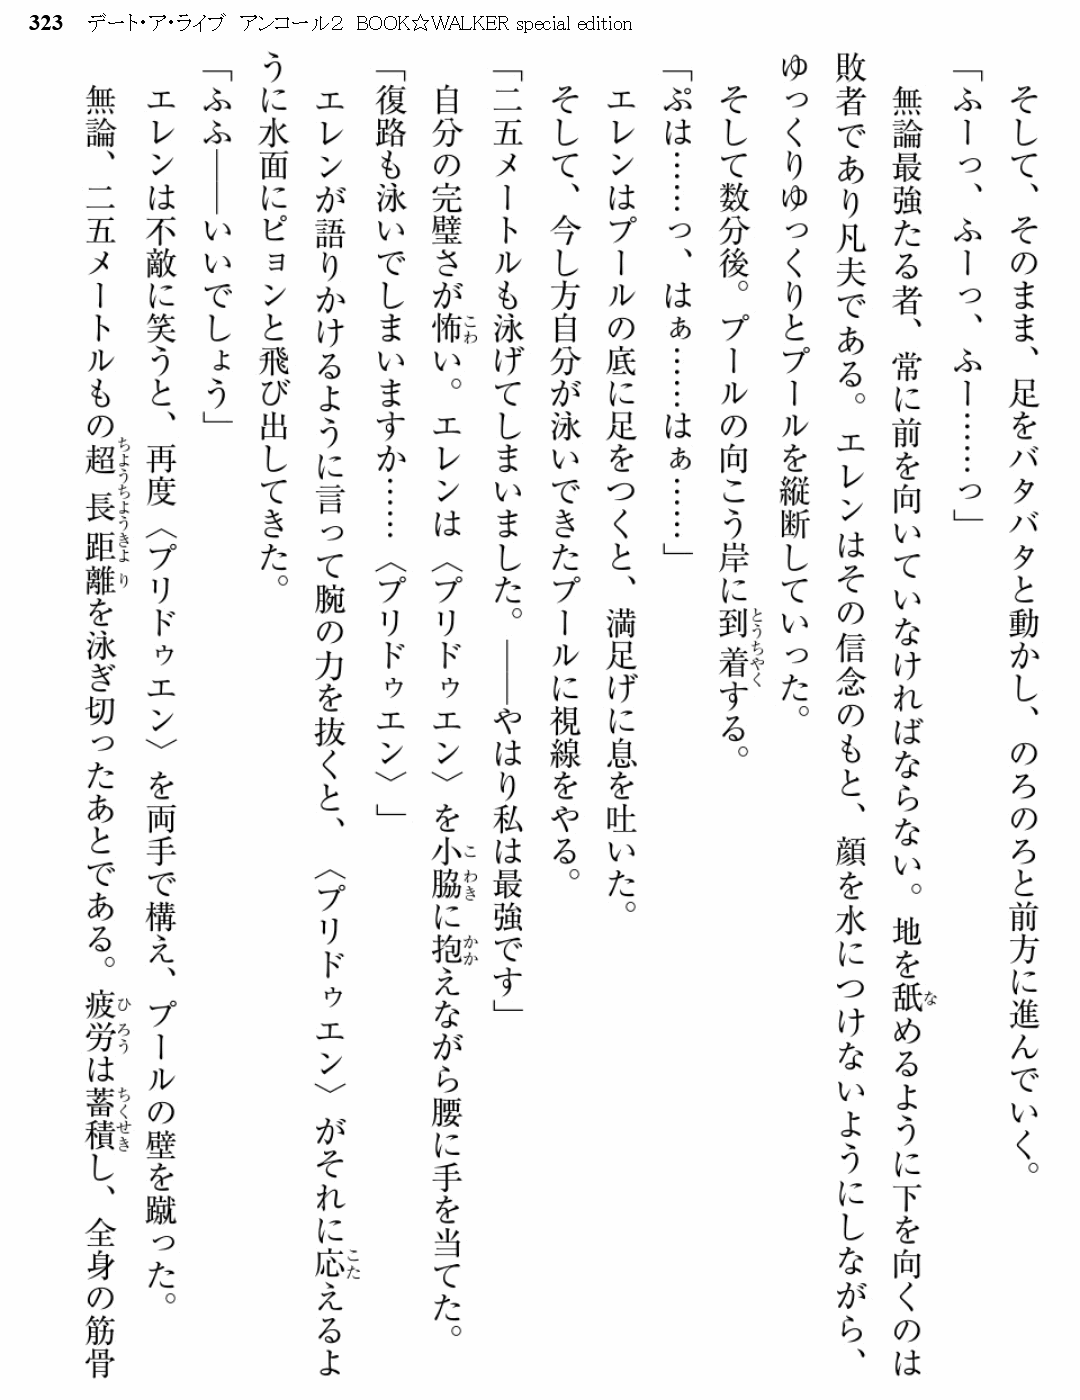 323 デート・ア・ライブ アンコール2 BOOK☆WALKER special edition
そして、そのまま、足をバタバタと動かし、のろのろと前方に進んでいく。
「ふーっ、ふーっ、ふー……っ」
無論最強たる者、常に前を向いていなければならない。地を舐めるように下を向くのは
敗者であり凡夫である。エレンはその信念のもと、顔を水につけないようにしながら、
ゆっくりゆっくりとプールを縦断していった。
そして数分後。プールの向こう岸に到着する。
「ぷは……っ、はぁ……はぁ……」
エレンはプールの底に足をつくと、満足げに息を吐いた。
そして、今し方自分が泳いできたプールに視線をやる。
「二五メートルも泳げてしまいました。――やはり私は最強です」
自分の完璧さが怖い。エレンは〈プリドゥエン〉を小脇に抱えながら腰に手を当てた。
「復路も泳いでしまいますか……〈プリドゥエン〉」
エレンが語りかけるように言って腕の力を抜くと、〈プリドゥエン〉がそれに応えるよ
うに水面にピョンと飛び出してきた。
「ふふ――いいでしょう」
エレンは不敵に笑うと、再度〈プリドゥエン〉を両手で構え、プールの壁を蹴った。
無論、二五メートルもの超長距離を泳ぎ切ったあとである。疲労は蓄積し、全身の筋骨